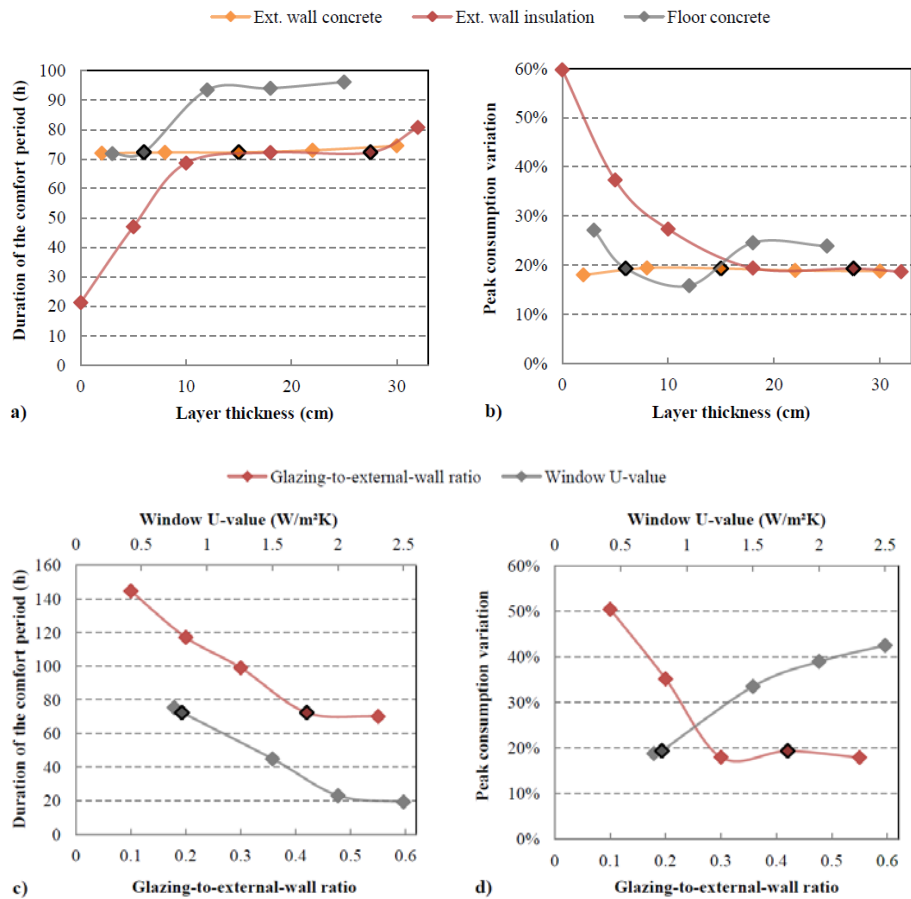 Ext. wall concrete Ext. wall insulation Floor concrete
Duration of the comfort period (h)
100
90
80
70
60
50
40
30
20
10
0
0 10 20 30
a) Layer thickness (cm)
Peak consumption variation
60%
50%
40%
30%
20%
10%
0%
0 10 20 30
b) Layer thickness (cm)
Glazing-to-external-wall ratio Window U-value
Window U-value (W/m²K)
0 0.5 1 1.5 2 2.5
Duration of the comfort period (h)
160
140
120
100
80
60
40
20
0
0 0.1 0.2 0.3 0.4 0.5 0.6
c) Glazing-to-external-wall ratio
Window U-value (W/m²K)
0 0.5 1 1.5 2 2.5
Peak consumption variation
60%
50%
40%
30%
20%
10%
0%
0 0.1 0.2 0.3 0.4 0.5 0.6
d) Glazing-to-external-wall ratio